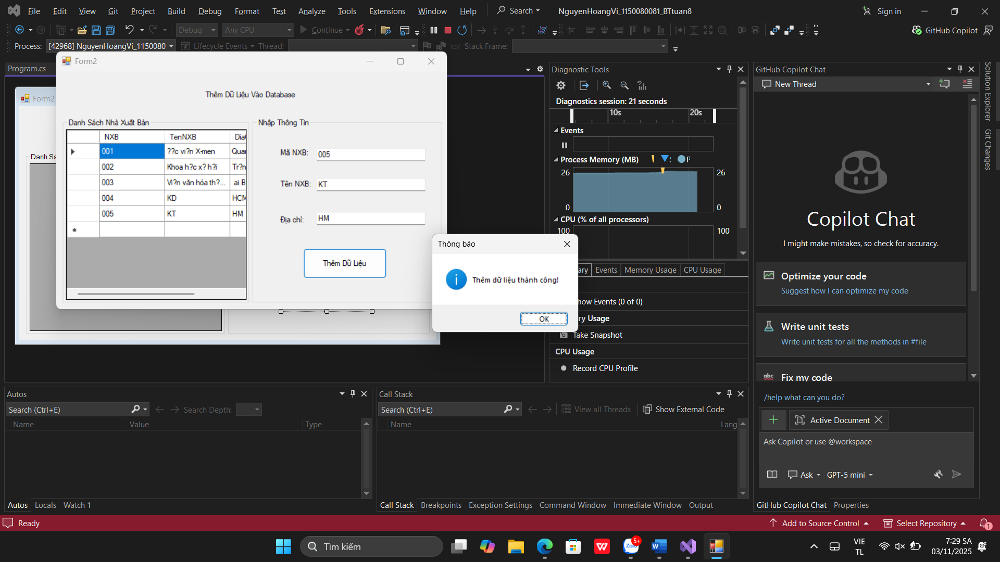 File Edit View Git Project Build Debug Format Test Analyze Tools Extensions Window Help Search NguyenHoangVi_1150080081_BTtuan8 Sign in
Debug Any CPU Continue GitHub Copilot
Process: [42968] NguyenHoangVi_1150080 Lifecycle Events Thread: Stack Frame:
Program.cs
Form2
Form2
Danh Sá
Thêm Dữ Liệu Vào Database
Danh Sách Nhà Xuất Bản
NXB TenNXB Dia
001 ??c vi?n X-men Quan
002 Khoa h?c x? h?i Tr?n
003 Vi?n văn hóa th?... ai B
004 KD HCM
005 KT HM
*
Nhập Thông Tin
Mã NXB: 005
Tên NXB: KT
Địa chỉ: HM
Thêm Dữ Liệu
Thông báo
Thêm dữ liệu thành công!
OK
Diagnostic Tools
Diagnostics session: 21 seconds
10s 20s
Events
Process Memory (MB) P
26 26
0 0
CPU (% of all processors)
100 100
ary Events Memory Usage CPU Usage
how Events (0 of 0)
ry Usage
Take Snapshot
CPU Usage
Record CPU Profile
GitHub Copilot Chat
New Thread
Copilot Chat
I might make mistakes, so check for accuracy.
Optimize your code
Suggest how I can optimize my code
Write unit tests
Write unit tests for all the methods in #file
abc
Fix my code
/help what can you do?
Active Document
Ask Copilot or use @workspace
Ask GPT-5 mini
GitHub Copilot Chat Properties
Solution Explorer
Git Changes
Autos
Search (Ctrl+E) Search Depth:
Name Value Type
Autos Locals Watch 1
Call Stack
Search (Ctrl+E) View all Threads Show External Code
Name Lang
Call Stack Breakpoints Exception Settings Command Window Immediate Window Output
Ready Add to Source Control Select Repository 1
Tìm kiếm
W
Zalo
5+
W
VIE
TL
7:29 SA
03/11/2025